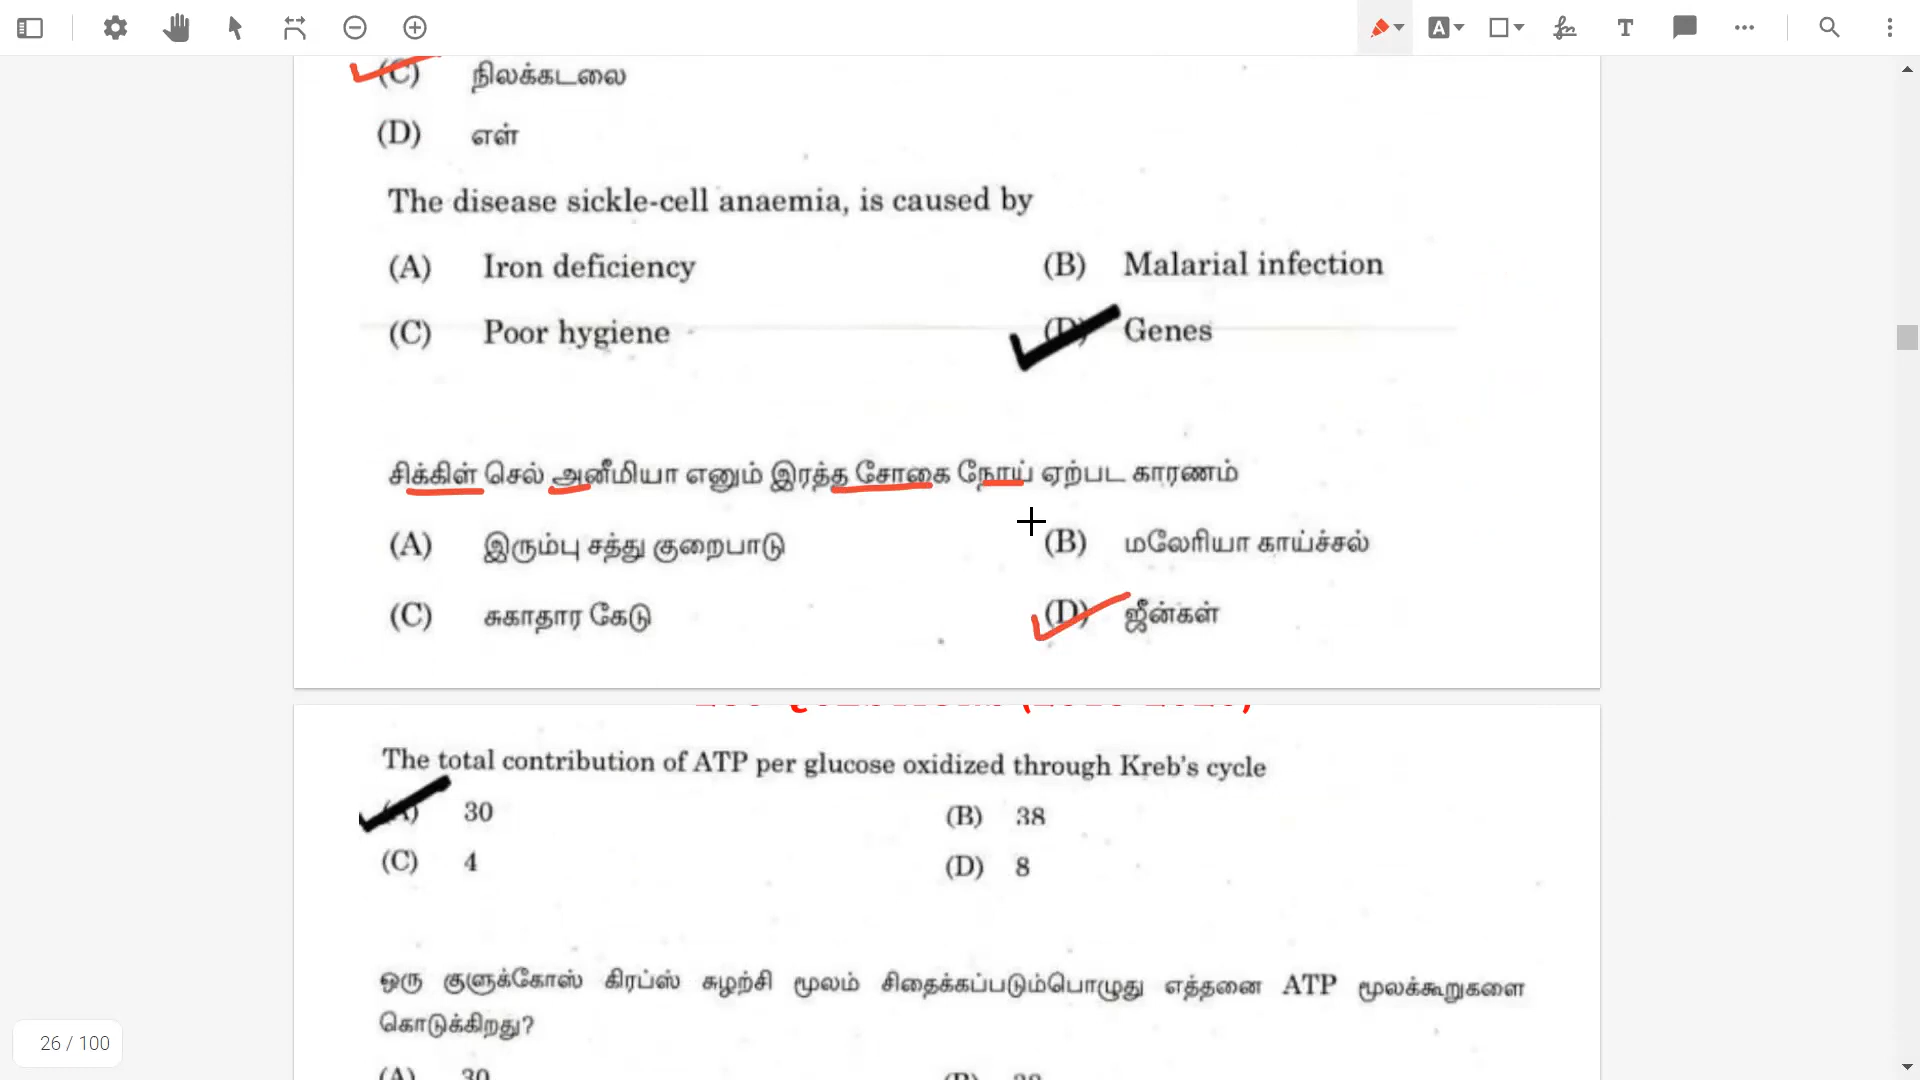 (C) நிலக்கடலை
(D) எள்
The disease sickle-cell anaemia, is caused by
(A) Iron deficiency (B) Malarial infection
(C) Poor hygiene (D) Genes
சிக்கிள் செல் அனீமியா எனும் இரத்த சோகை நோய் ஏற்பட காரணம்
(A) இரும்பு சத்து குறைபாடு (B) மலேரியா காய்ச்சல்
(C) சுகாதார கேடு (D) ஜீன்கள்
The total contribution of ATP per glucose oxidized through Kreb's cycle
(A) 30 (B) 38
(C) 4 (D) 8
ஒரு குளுக்கோஸ் கிரப்ஸ் சுழற்சி மூலம் சிதைக்கப்படும்பொழுது எத்தனை ATP மூலக்கூறுகளை
கொடுக்கிறது?
(A) 30 (B) 38
26 / 100